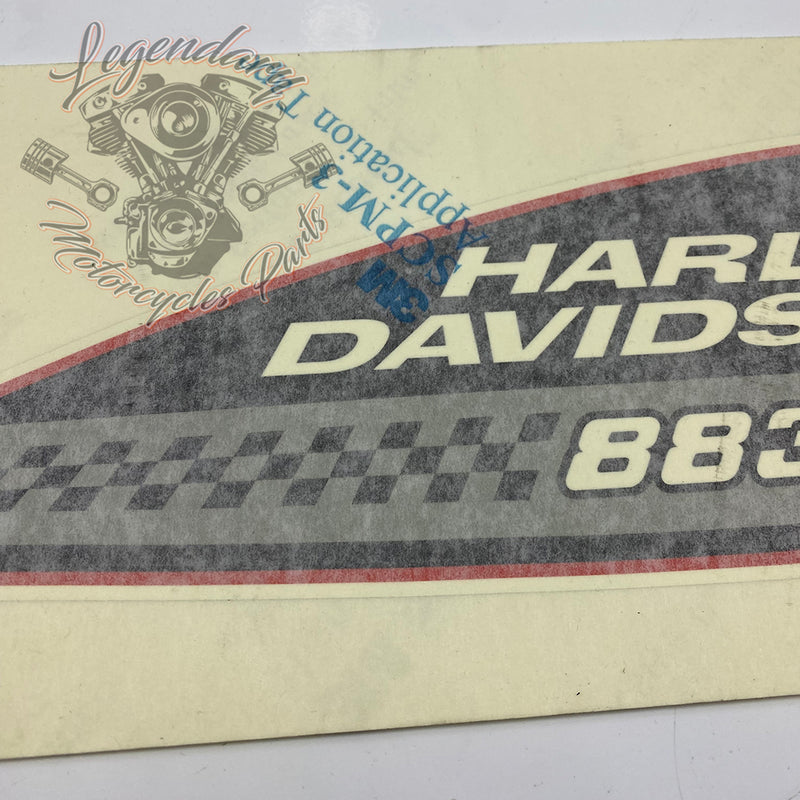 Legendary
Motorcycles Parts
3M
SCPM-3
Application T
HARL
DAVIDS
883